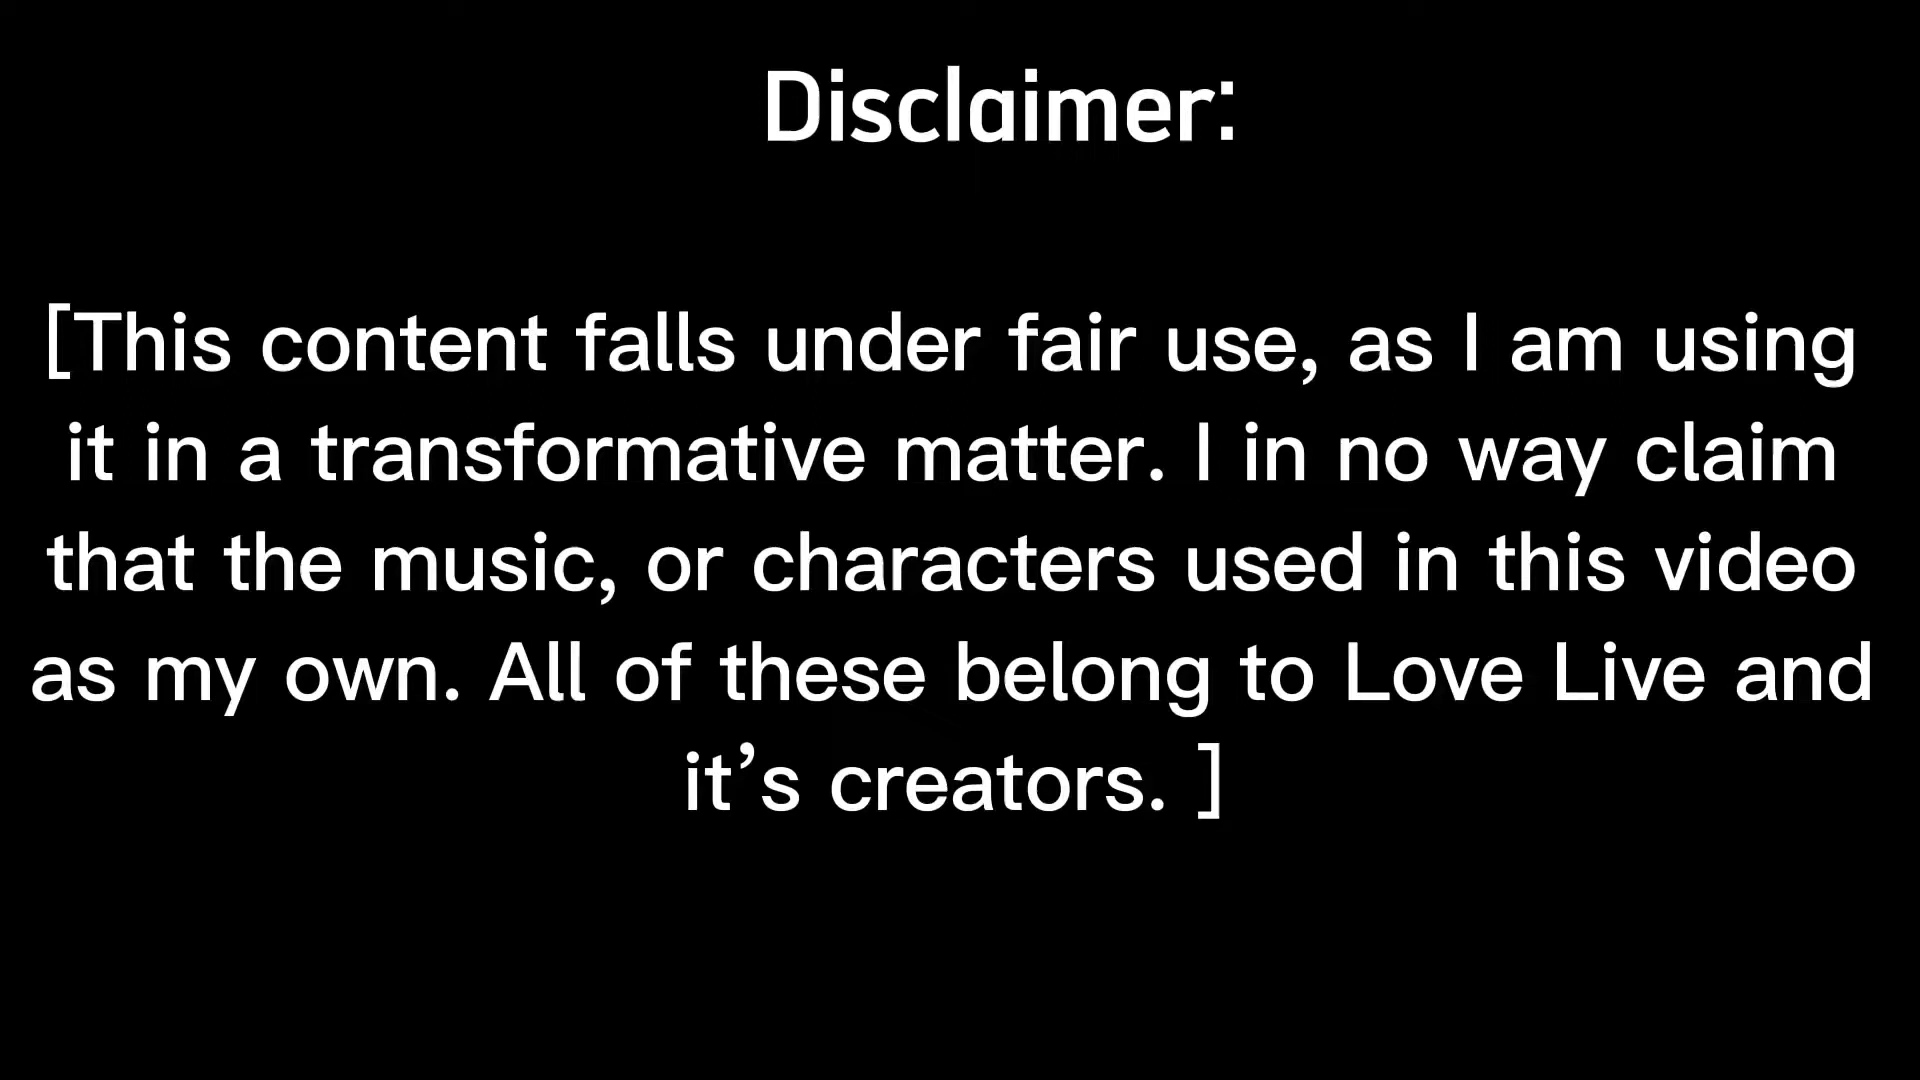 Disclaimer:
[This content falls under fair use, as I am using
it in a transformative matter. I in no way claim
that the music, or characters used in this video
as my own. All of these belong to Love Live and
it’s creators. ]